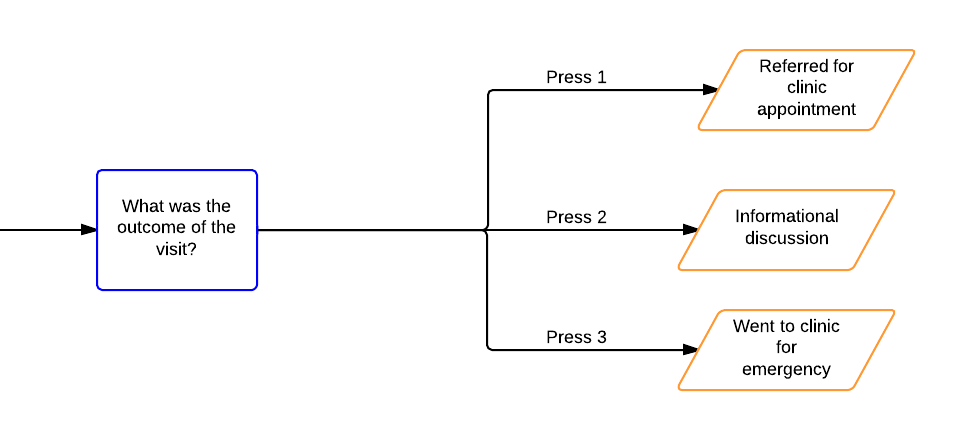 What was the
outcome of the
visit?
Press 1
Referred for
clinic
appointment
Press 2
Informational
discussion
Press 3
Went to clinic
for
emergency